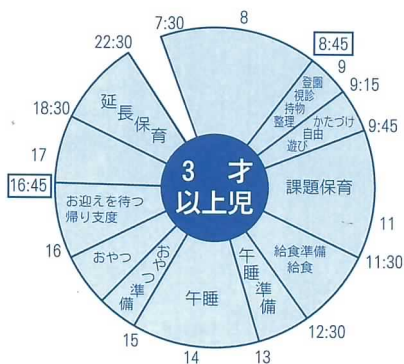 7:30
8
8:45
9
9:15
9:45
11
11:30
12:30
13
14
15
16
16:45
17
18:30
22:30
3 才
以上児
登園
視診
持物
整理
かたづけ
自由
遊び
課題保育
給食準備
給食
午睡準備
午睡
おやつ準備
おやつ
お迎えを待つ
帰り支度
延長保育